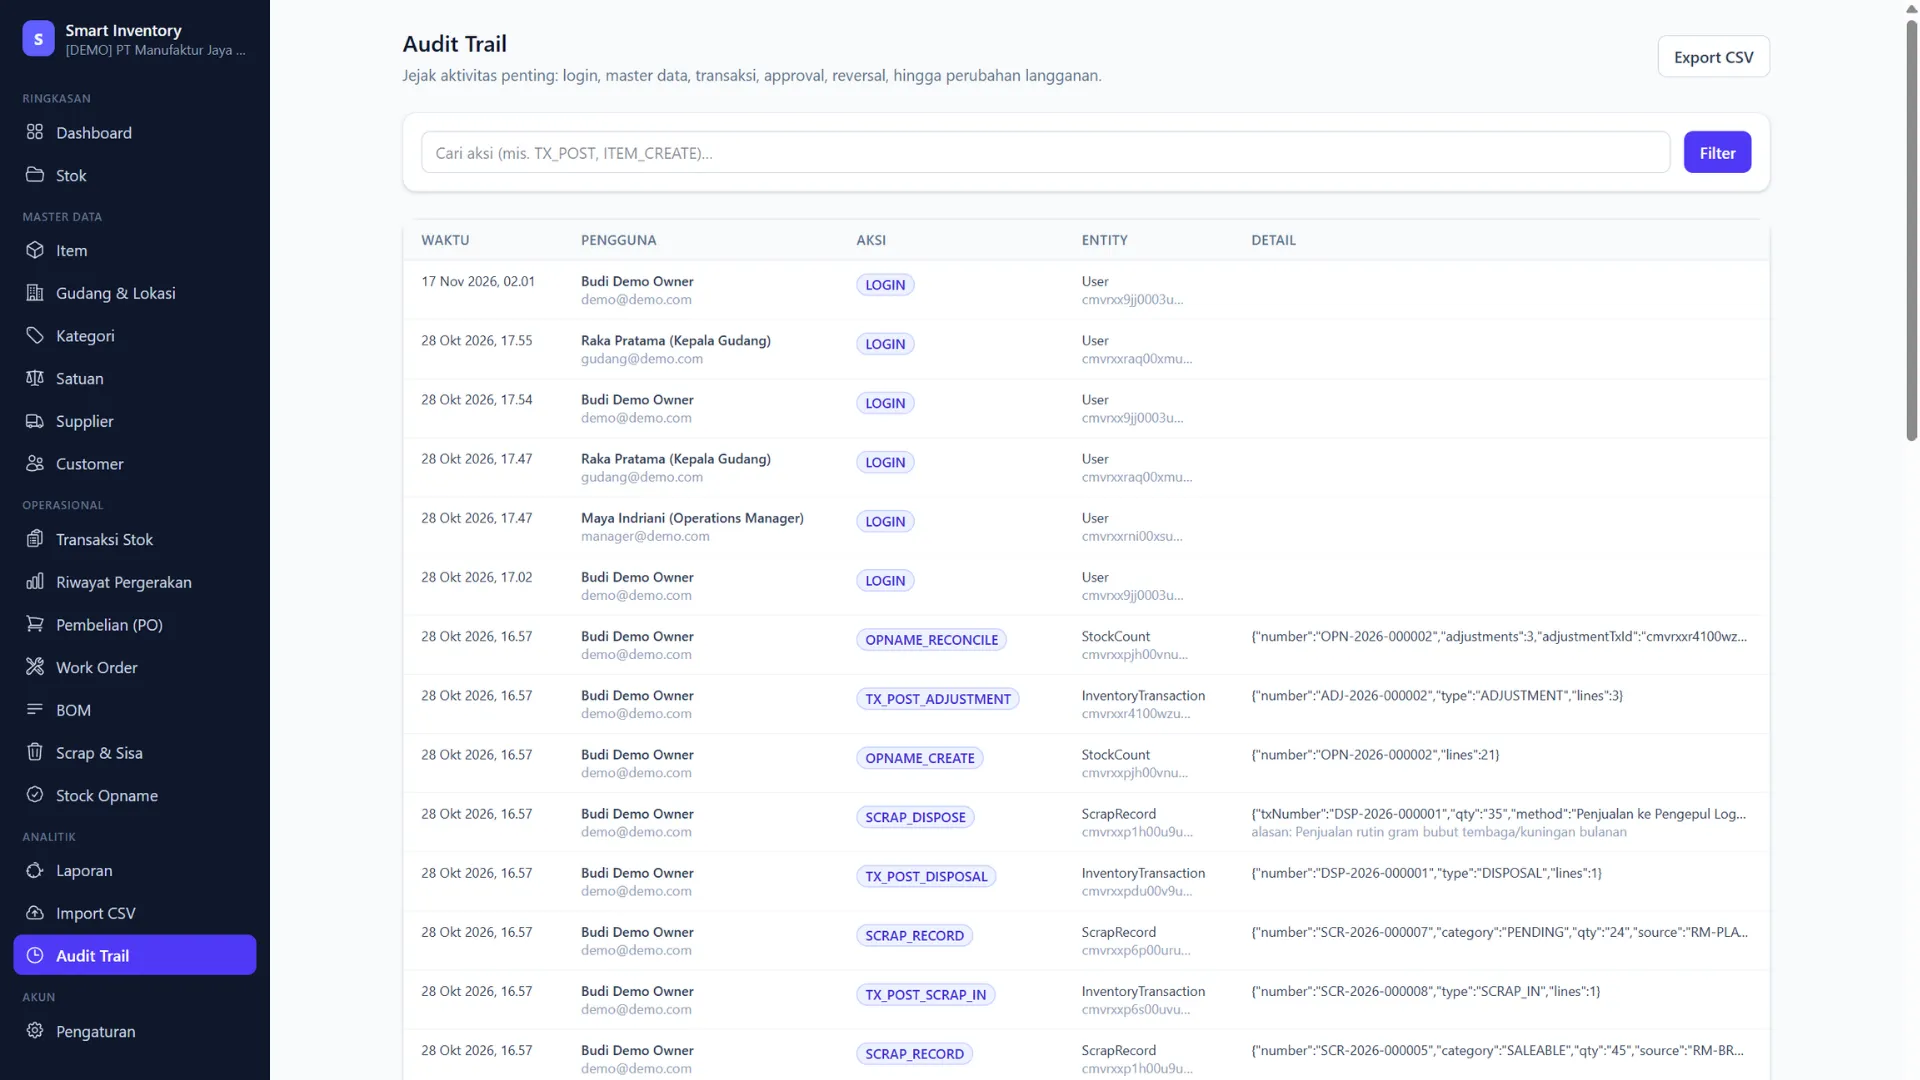 S
Smart Inventory
[DEMO] PT Manufaktur Jaya ...
RINGKASAN
Dashboard
Stok
MASTER DATA
Item
Gudang & Lokasi
Kategori
Satuan
Supplier
Customer
OPERASIONAL
Transaksi Stok
Riwayat Pergerakan
Pembelian (PO)
Work Order
BOM
Scrap & Sisa
Stock Opname
ANALITIK
Laporan
Import CSV
Audit Trail
AKUN
Pengaturan
Audit Trail
Jejak aktivitas penting: login, master data, transaksi, approval, reversal, hingga perubahan langganan.
Export CSV
Cari aksi (mis. TX_POST, ITEM_CREATE)...
Filter
WAKTU PENGGUNA AKSI ENTITY DETAIL
17 Nov 2026, 02.01 Budi Demo Owner LOGIN User
demo@demo.com cmvrxx9jj0003u...
28 Okt 2026, 17.55 Raka Pratama (Kepala Gudang) LOGIN User
gudang@demo.com cmvrxxraq00xmu...
28 Okt 2026, 17.54 Budi Demo Owner LOGIN User
demo@demo.com cmvrxx9jj0003u...
28 Okt 2026, 17.47 Raka Pratama (Kepala Gudang) LOGIN User
gudang@demo.com cmvrxxraq00xmu...
28 Okt 2026, 17.47 Maya Indriani (Operations Manager) LOGIN User
manager@demo.com cmvrxxrni00xsu...
28 Okt 2026, 17.02 Budi Demo Owner LOGIN User
demo@demo.com cmvrxx9jj0003u...
28 Okt 2026, 16.57 Budi Demo Owner OPNAME_RECONCILE StockCount {"number":"OPN-2026-000002","adjustments":3,"adjustmentTxId":"cmvrxxr4100wz...
demo@demo.com cmvrxxpjh00vnu...
28 Okt 2026, 16.57 Budi Demo Owner TX_POST_ADJUSTMENT InventoryTransaction {"number":"ADJ-2026-000002","type":"ADJUSTMENT","lines":3}
demo@demo.com cmvrxxr4100wzu...
28 Okt 2026, 16.57 Budi Demo Owner OPNAME_CREATE StockCount {"number":"OPN-2026-000002","lines":21}
demo@demo.com cmvrxxpjh00vnu...
28 Okt 2026, 16.57 Budi Demo Owner SCRAP_DISPOSE ScrapRecord {"txNumber":"DSP-2026-000001","qty":"35","method":"Penjualan ke Pengepul Log...
demo@demo.com cmvrxxp1h00u9u... alasan: Penjualan rutin gram bubut tembaga/kuningan bulanan
28 Okt 2026, 16.57 Budi Demo Owner TX_POST_DISPOSAL InventoryTransaction {"number":"DSP-2026-000001","type":"DISPOSAL","lines":1}
demo@demo.com cmvrxxpdu00v9u...
28 Okt 2026, 16.57 Budi Demo Owner SCRAP_RECORD ScrapRecord {"number":"SCR-2026-000007","category":"PENDING","qty":"24","source":"RM-PLA...
demo@demo.com cmvrxxp6p00uru...
28 Okt 2026, 16.57 Budi Demo Owner TX_POST_SCRAP_IN InventoryTransaction {"number":"SCR-2026-000008","type":"SCRAP_IN","lines":1}
demo@demo.com cmvrxxp6s00uvu...
28 Okt 2026, 16.57 Budi Demo Owner SCRAP_RECORD ScrapRecord {"number":"SCR-2026-000005","category":"SALEABLE","qty":"45","source":"RM-BR...
demo@demo.com cmvrxxp1h00u9u...